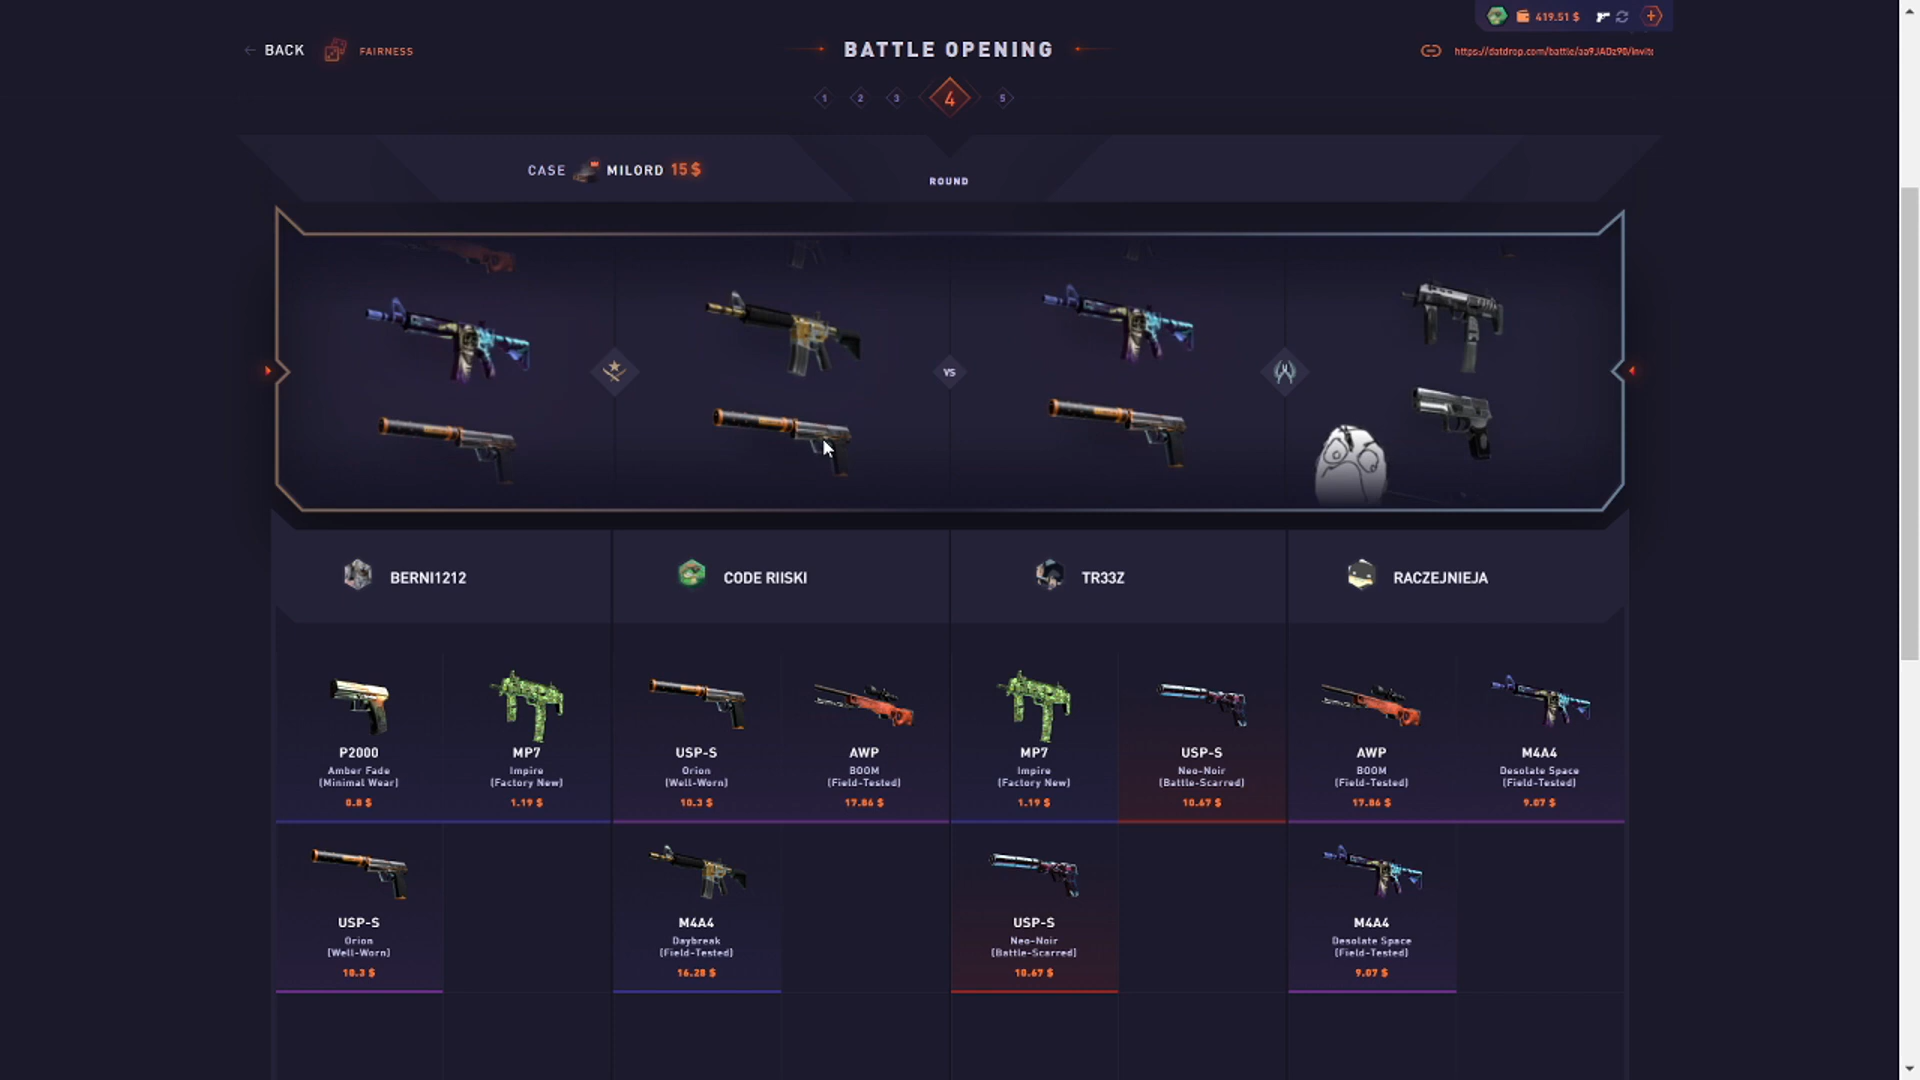 419.51 $
BACK
FAIRNESS
BATTLE OPENING
https://datdrop.com/battle/aa9JADz90/invite
1
2
3
4
5
CASE MILORD 15 $
ROUND
VS
BERNI1212
CODE RIISKI
TR33Z
RACZEJNIEJA
P2000
Amber Fade
(Minimal Wear)
0.8 $
MP7
Impire
(Factory New)
1.19 $
USP-S
Orion
(Well-Worn)
10.3 $
AWP
BOOM
(Field-Tested)
17.86 $
MP7
Impire
(Factory New)
1.19 $
USP-S
Neo-Noir
(Battle-Scarred)
10.67 $
AWP
BOOM
(Field-Tested)
17.86 $
M4A4
Desolate Space
(Field-Tested)
9.07 $
USP-S
Orion
(Well-Worn)
10.3 $
M4A4
Daybreak
(Field-Tested)
16.28 $
USP-S
Neo-Noir
(Battle-Scarred)
10.67 $
M4A4
Desolate Space
(Field-Tested)
9.07 $